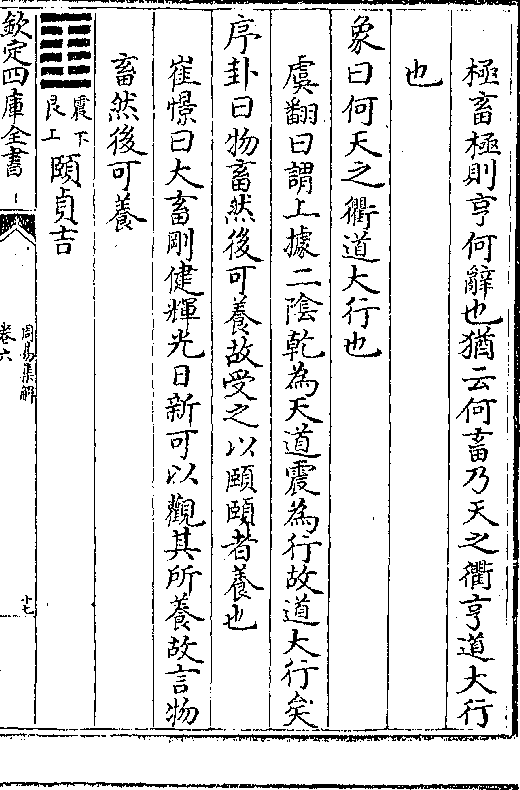 極畜極則亨何辭也猶云何畜乃天之衢亨道大行
也
象曰何天之衢道大行也
虞翻曰謂上據二陰乾為天道震為行故道大行矣
序卦曰物畜然後可養故受之以頤頤者養也
崔憬曰大畜剛健輝光日新可以觀其所養故言物
畜然後可養
震下
艮上
頤貞吉
欽定四庫全書
周易集解
卷六
十七